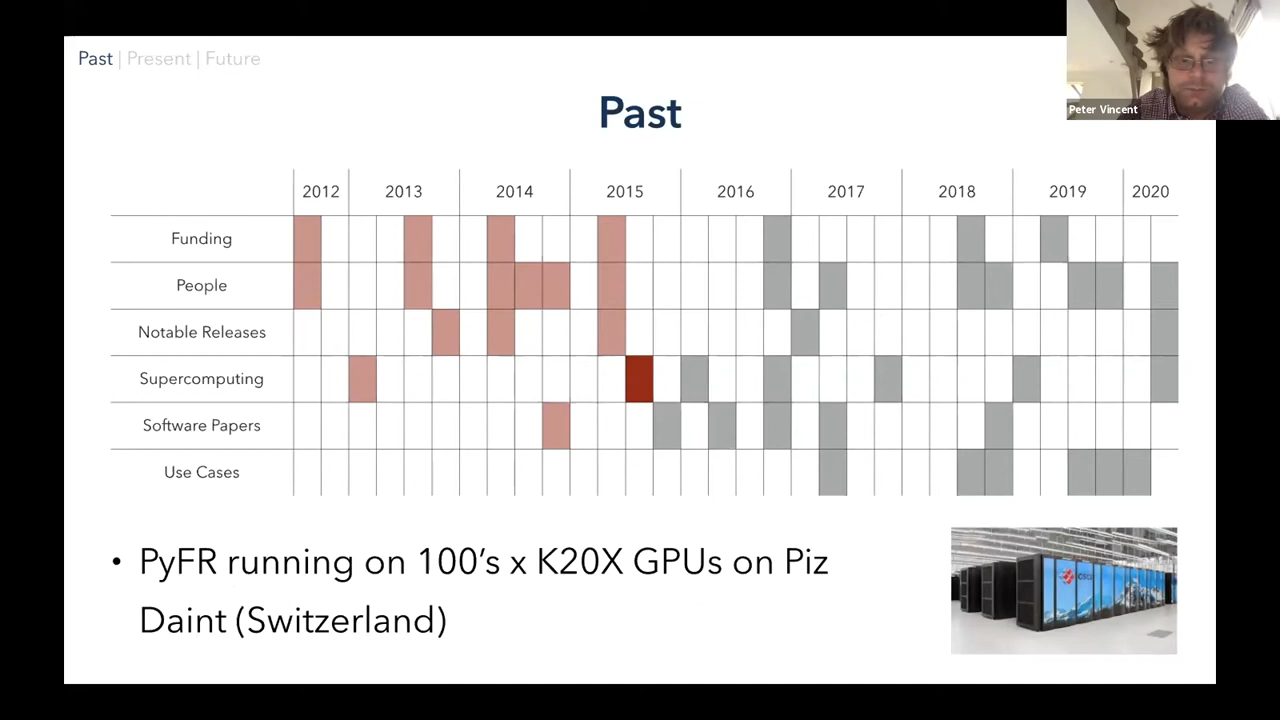 Past | Present | Future
Peter Vincent
Past
2012 2013 2014 2015 2016 2017 2018 2019 2020
Funding
People
Notable Releases
Supercomputing
Software Papers
Use Cases
• PyFR running on 100's x K20X GPUs on Piz
Daint (Switzerland)
CSCS